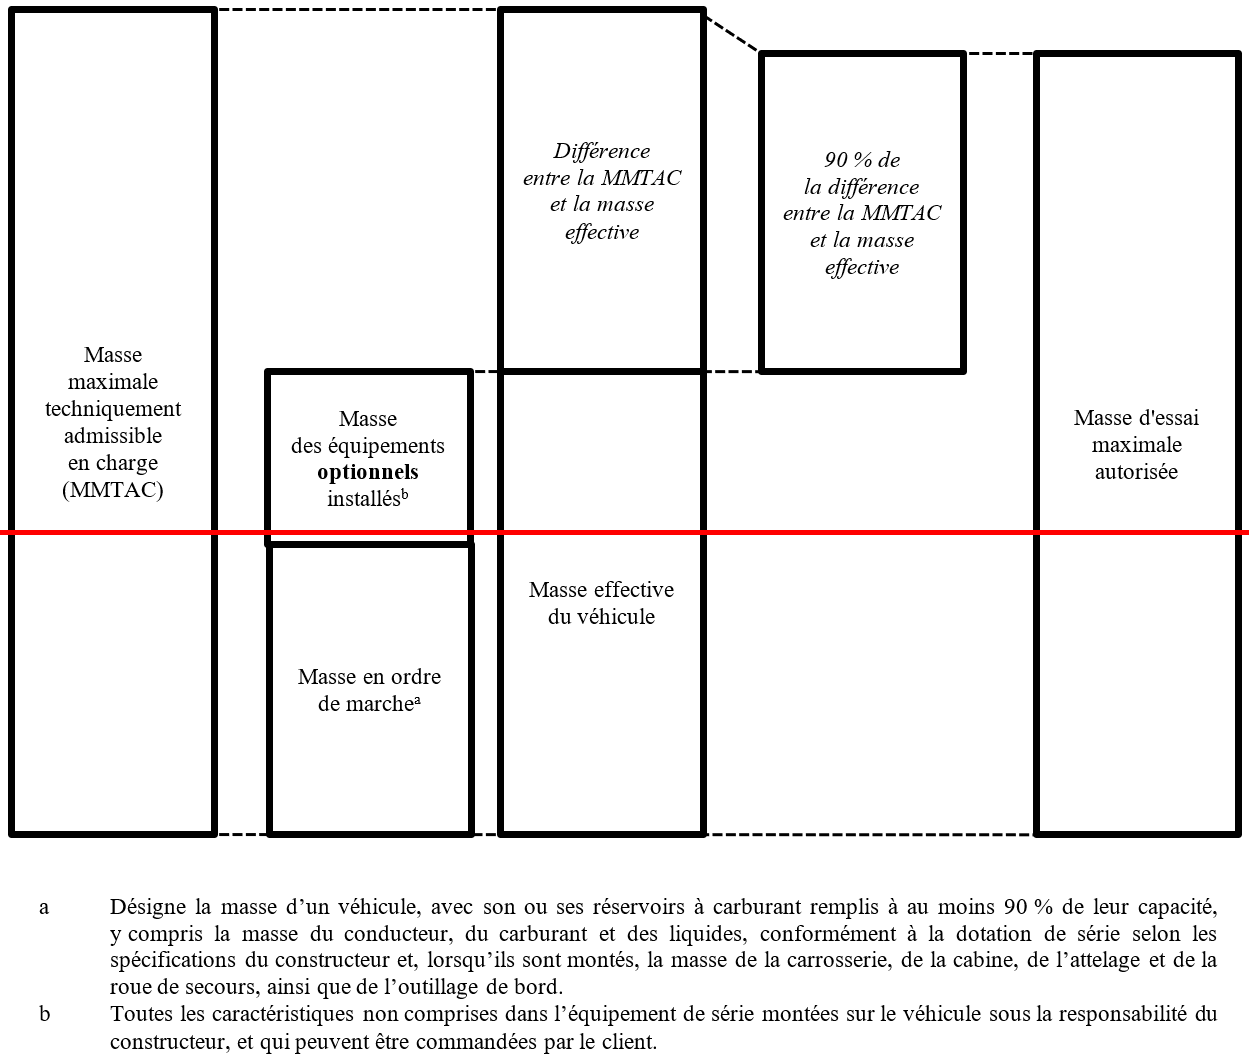 Différence
entre la MMTAC
et la masse
effective
90 % de
la différence
entre la MMTAC
et la masse
effective
Masse
maximale
techniquement
admissible
en charge
(MMTAC)
Masse
des équipements
optionnels
installésᵇ
Masse d'essai
maximale
autorisée
Masse effective
du véhicule
Masse en ordre
de marcheᵃ
a Désigne la masse d’un véhicule, avec son ou ses réservoirs à carburant remplis à au moins 90 % de leur capacité,
y compris la masse du conducteur, du carburant et des liquides, conformément à la dotation de série selon les
spécifications du constructeur et, lorsqu’ils sont montés, la masse de la carrosserie, de la cabine, de l’attelage et de la
roue de secours, ainsi que de l’outillage de bord.
b Toutes les caractéristiques non comprises dans l’équipement de série montées sur le véhicule sous la responsabilité du
constructeur, et qui peuvent être commandées par le client.